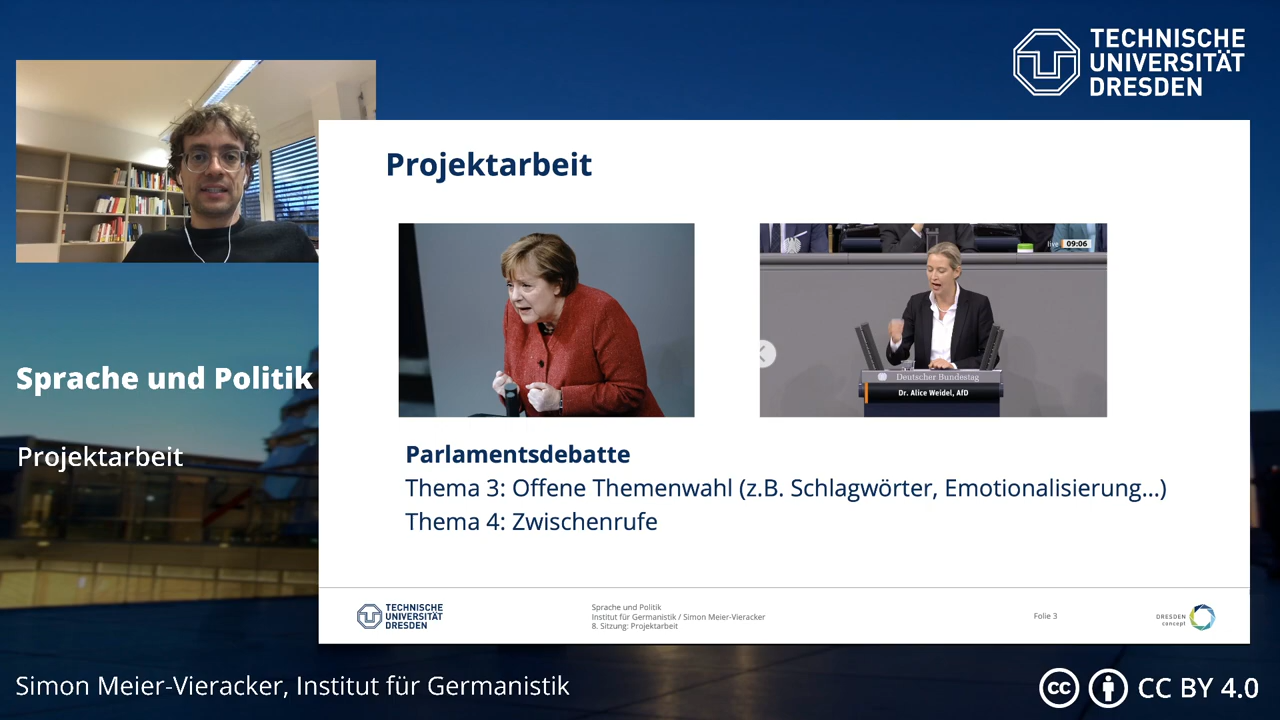 TECHNISCHE
UNIVERSITÄT
DRESDEN
Projektarbeit
live 09:06
Deutscher Bundestag
Dr. Alice Weidel, AfD
Sprache und Politik
Projektarbeit
Parlamentsdebatte
Thema 3: Offene Themenwahl (z.B. Schlagwörter, Emotionalisierung...)
Thema 4: Zwischenrufe
TECHNISCHE
UNIVERSITÄT
DRESDEN
Sprache und Politik
Institut für Germanistik / Simon Meier-Vieracker
8. Sitzung: Projektarbeit
Folie 3
DRESDEN
concept
Simon Meier-Vieracker, Institut für Germanistik
cc CC BY 4.0